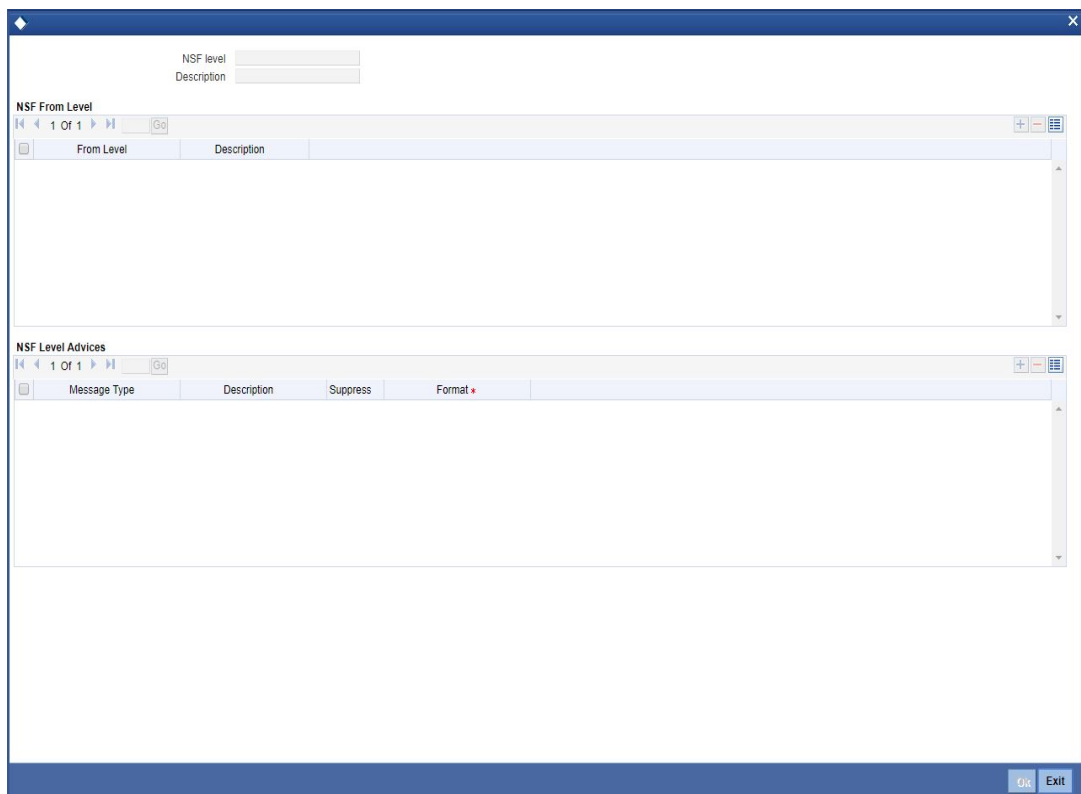 NSF level
Description
NSF From Level
1 Of 1 Go
From Level Description
NSF Level Advices
1 Of 1 Go
Message Type Description Suppress Format *
Ok Exit